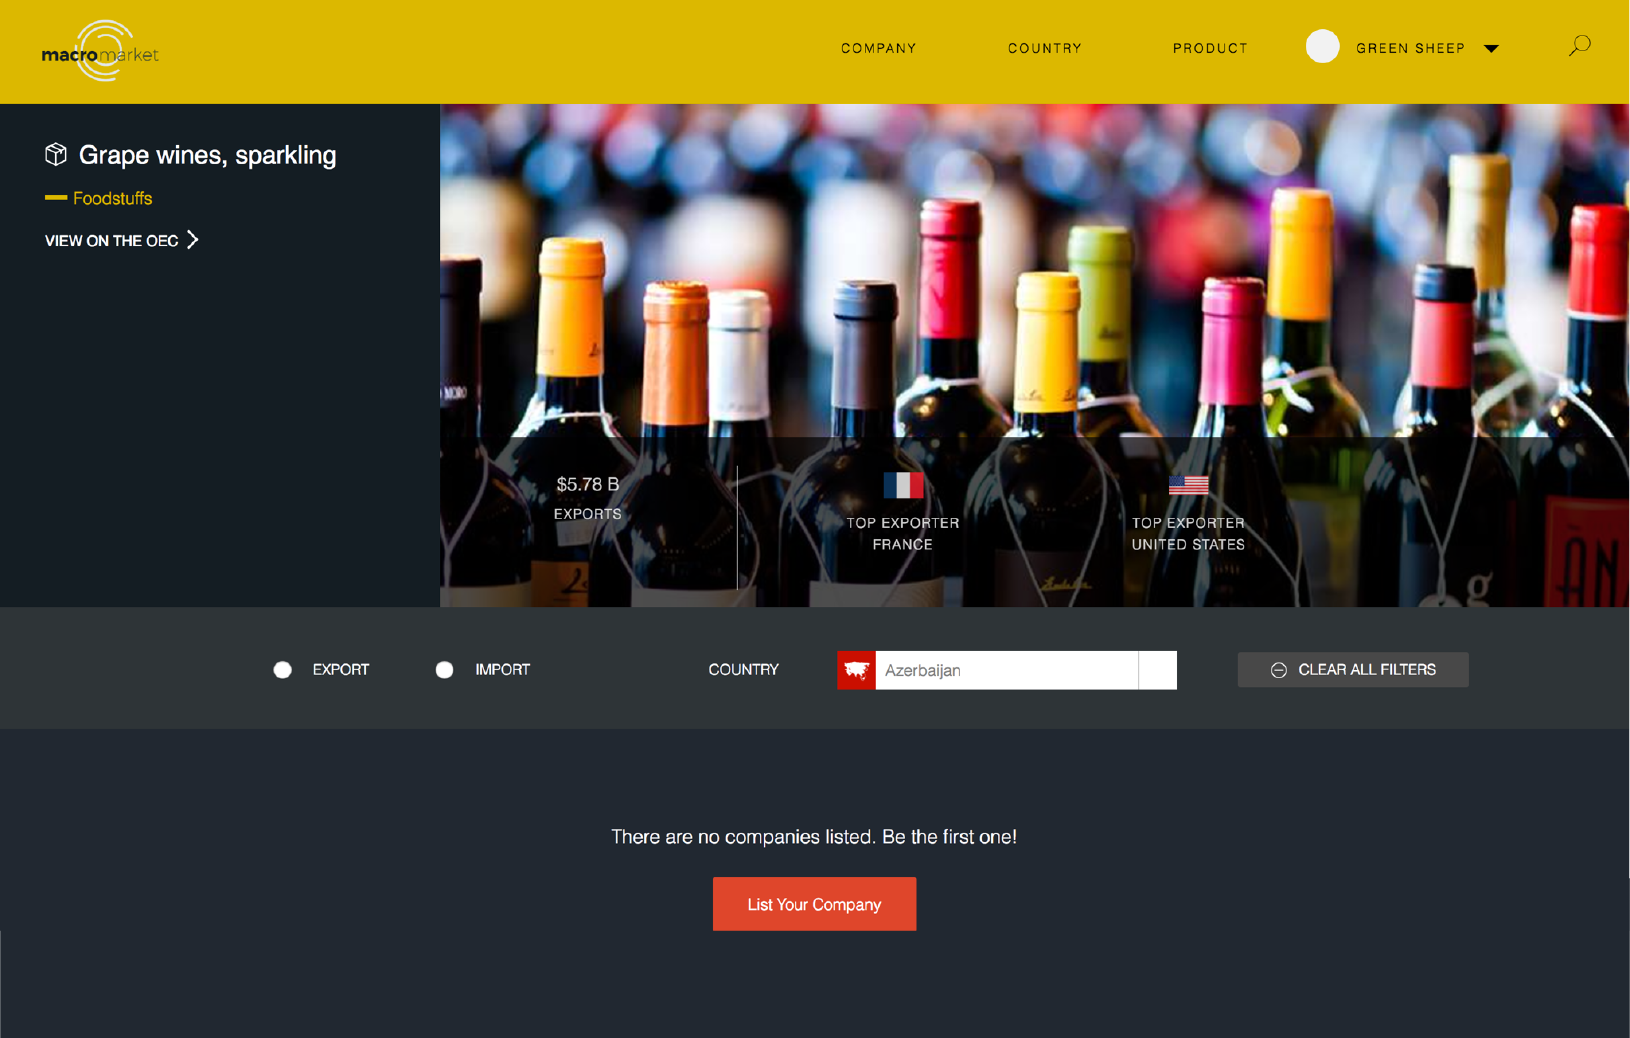 macromarket
COMPANY
COUNTRY
PRODUCT
GREEN SHEEP
Grape wines, sparkling
Foodstuffs
VIEW ON THE OEC
MORO
$5.78 B
EXPORTS
TOP EXPORTER
FRANCE
TOP EXPORTER
UNITED STATES
g
EXPORT
IMPORT
COUNTRY
Azerbaijan
CLEAR ALL FILTERS
There are no companies listed. Be the first one!
List Your Company